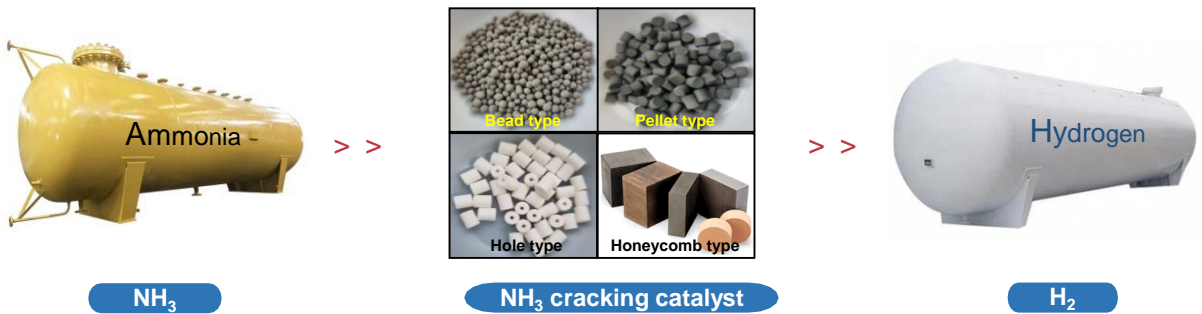 Ammonia
> >
Bead type
Pellet type
Hole type
Honeycomb type
> >
Hydrogen
NH₃
NH₃ cracking catalyst
H₂